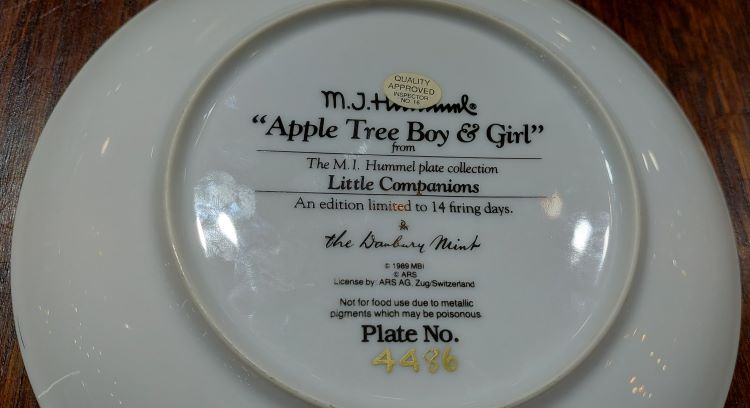 QUALITY
APPROVED
INSPECTOR
NO. 16
M.J. Hummel®
"Apple Tree Boy & Girl"
from
The M.I. Hummel plate collection
Little Companions
An edition limited to 14 firing days.
&
the Danbury Mint
© 1989 MBI
© ARS
License by: ARS AG. Zug/Switzerland
Not for food use due to metallic
pigments which may be poisonous
Plate No.
4486